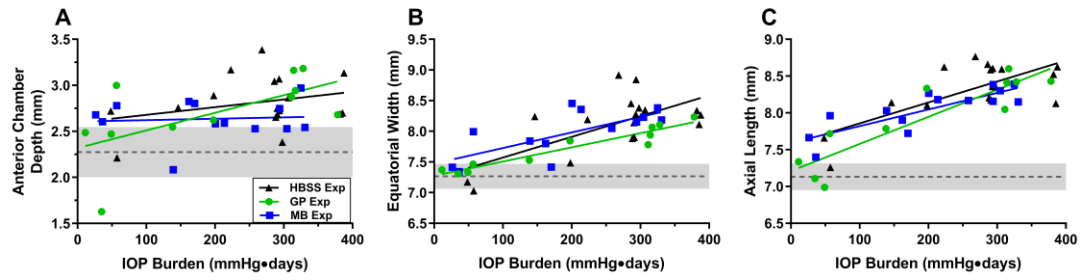 A
Anterior Chamber
Depth (mm)
3.5
3.0
2.5
2.0
1.5
0
100
200
300
400
IOP Burden (mmHg•days)
HBSS Exp
GP Exp
MB Exp
B
Equatorial Width (mm)
9.5
9.0
8.5
8.0
7.5
7.0
6.5
0
100
200
300
400
IOP Burden (mmHg•days)
C
Axial Length (mm)
9.0
8.5
8.0
7.5
7.0
6.5
0
100
200
300
400
IOP Burden (mmHg•days)